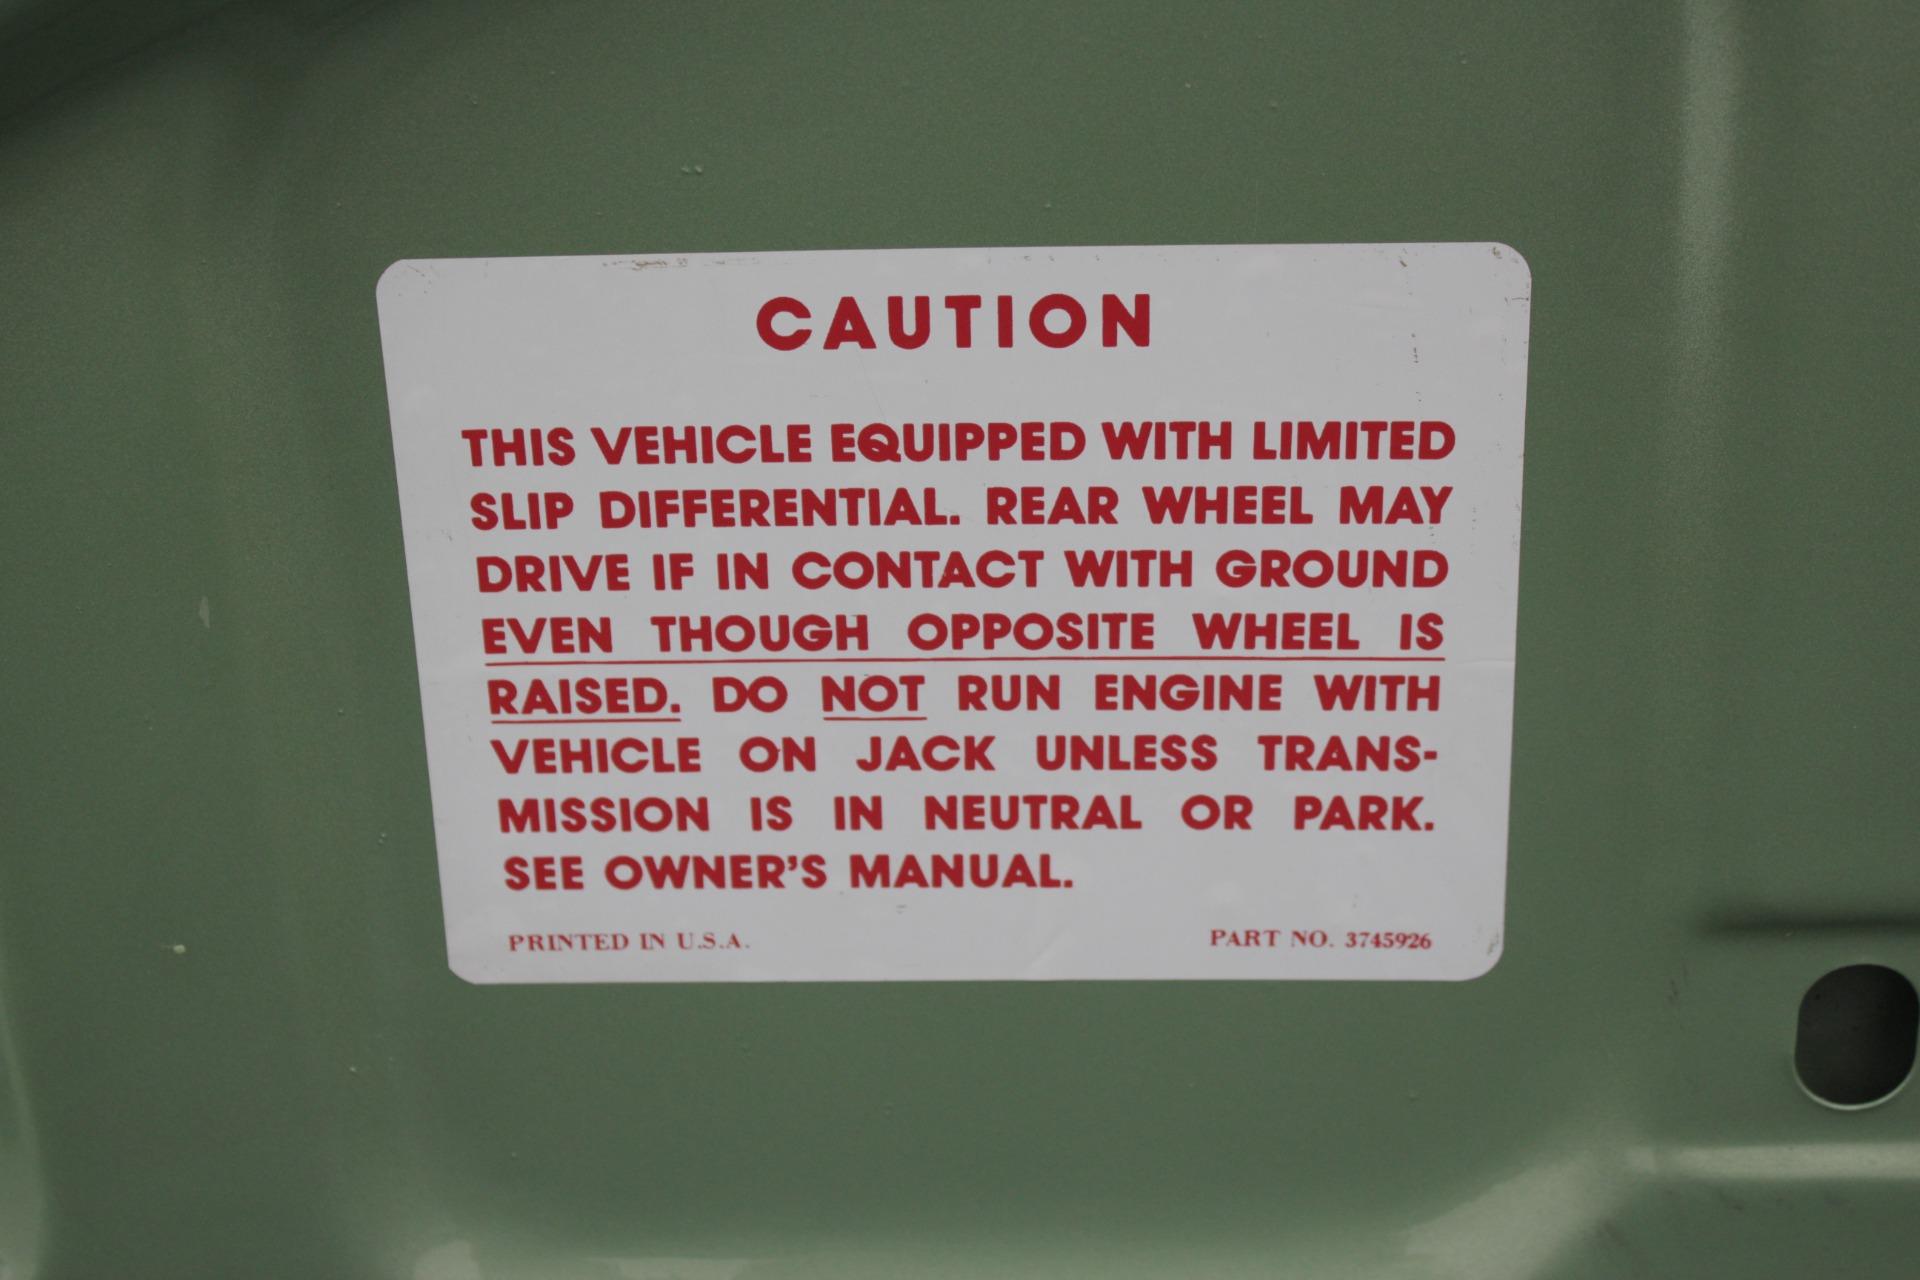 CAUTION
THIS VEHICLE EQUIPPED WITH LIMITED
SLIP DIFFERENTIAL. REAR WHEEL MAY
DRIVE IF IN CONTACT WITH GROUND
EVEN THOUGH OPPOSITE WHEEL IS
RAISED. DO NOT RUN ENGINE WITH
VEHICLE ON JACK UNLESS TRANS-
MISSION IS IN NEUTRAL OR PARK.
SEE OWNER'S MANUAL.
PRINTED IN U.S.A. PART NO. 3745926